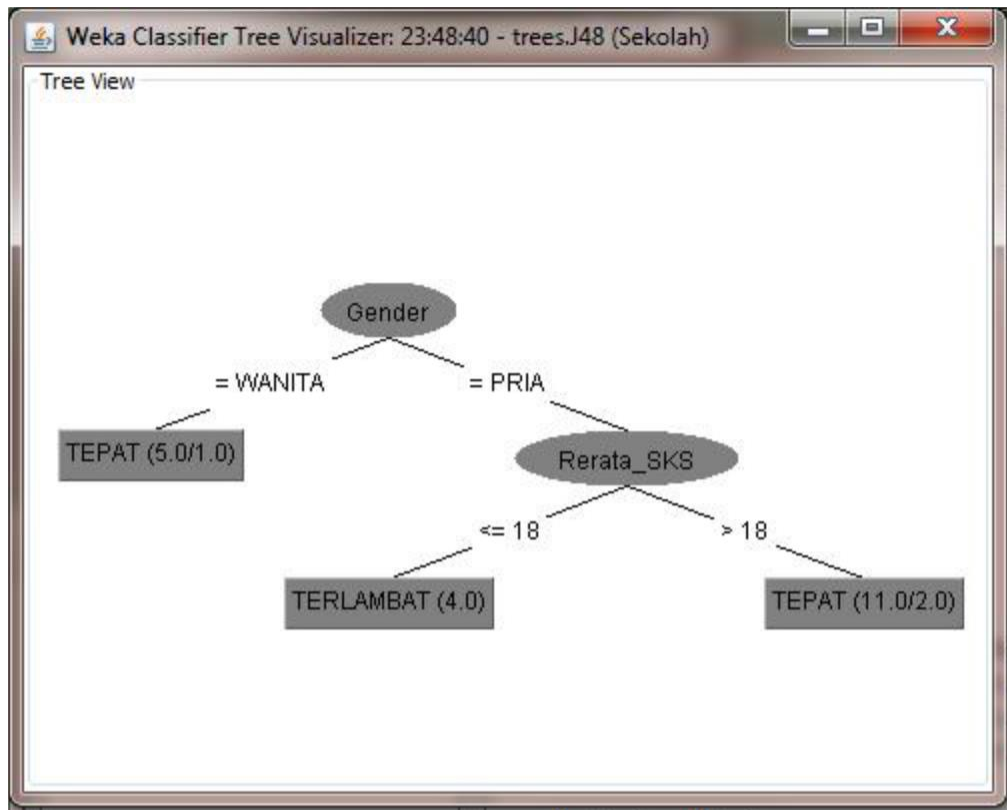 Weka Classifier Tree Visualizer: 23:48:40 - trees.J48 (Sekolah)
Tree View
Gender
= WANITA
= PRIA
TEPAT (5.0/1.0)
Rerata_SKS
<= 18
> 18
TERLAMBAT (4.0)
TEPAT (11.0/2.0)